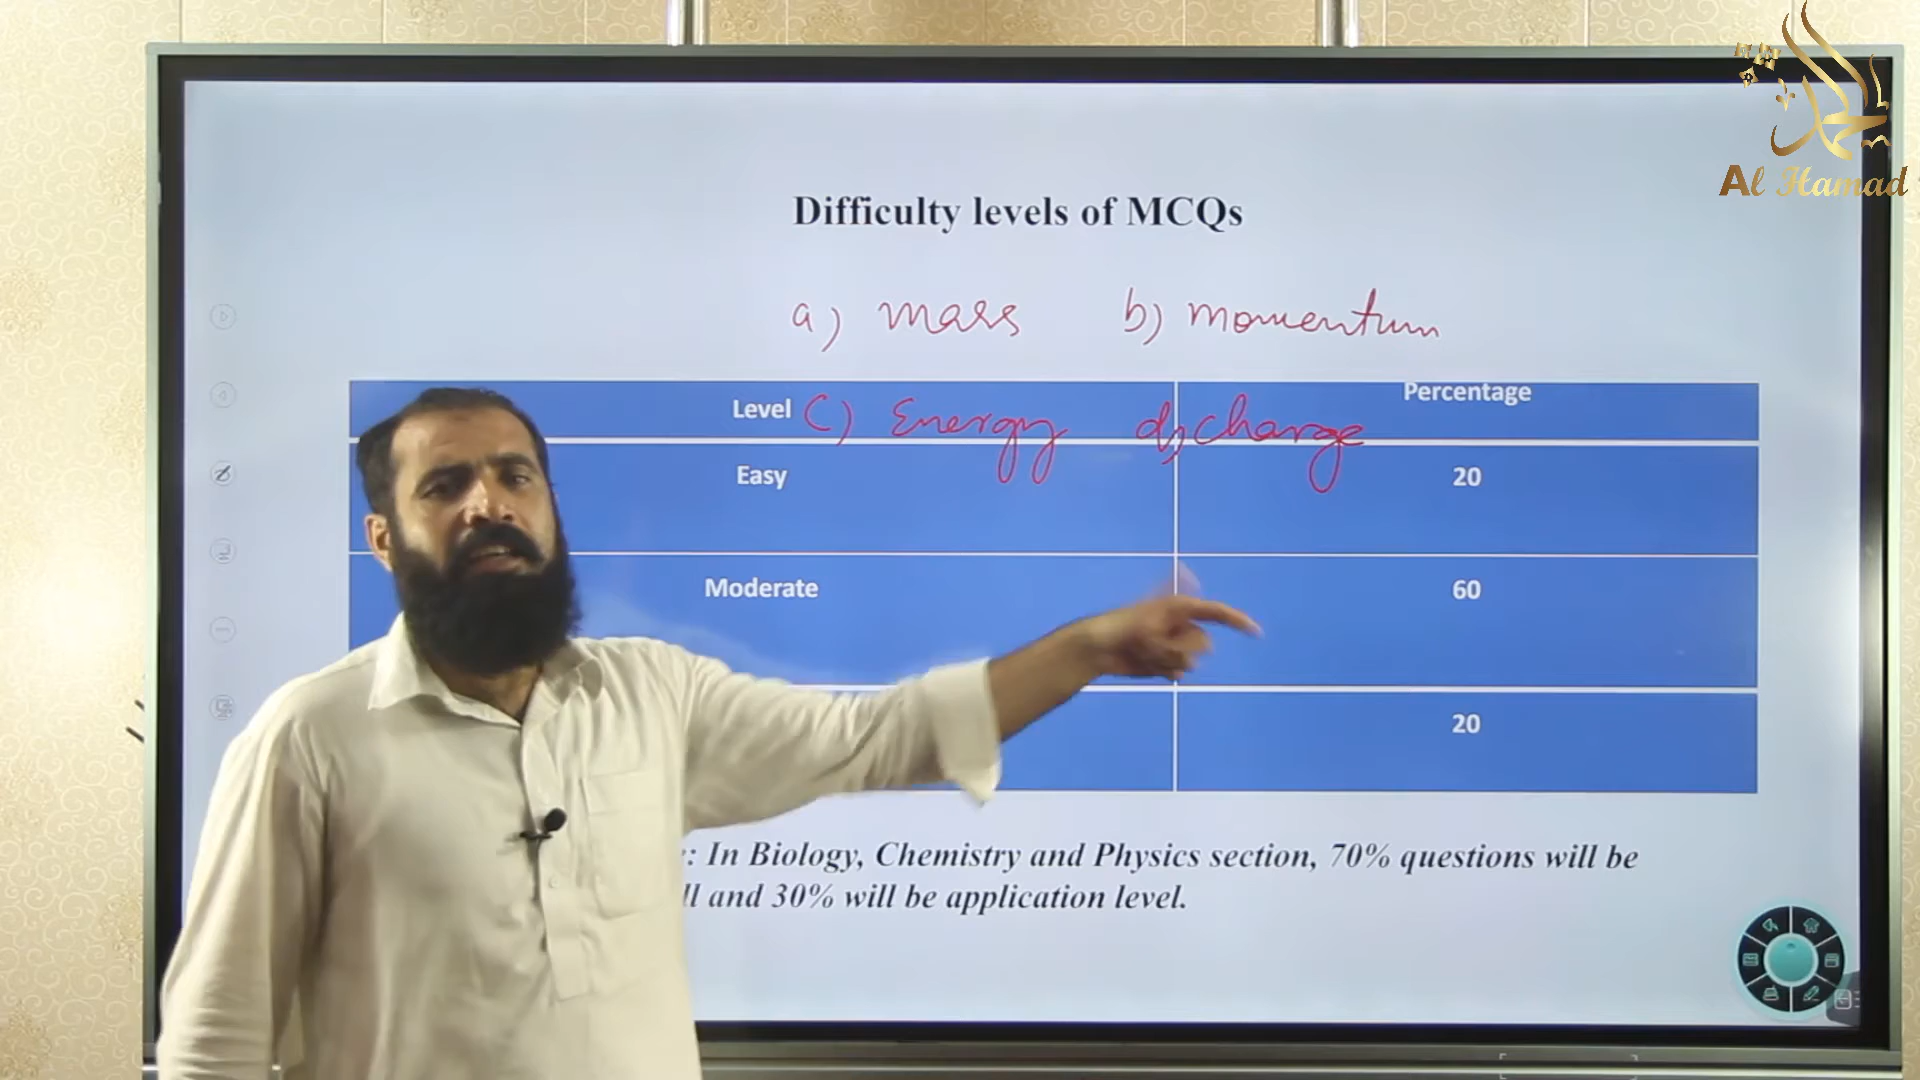 الحمد
Al Hamad
Difficulty levels of MCQs
a) mass b) momentum
Level Percentage
c) Energy d) charge
Easy 20
Moderate 60
20
: In Biology, Chemistry and Physics section, 70% questions will be
and 30% will be application level.